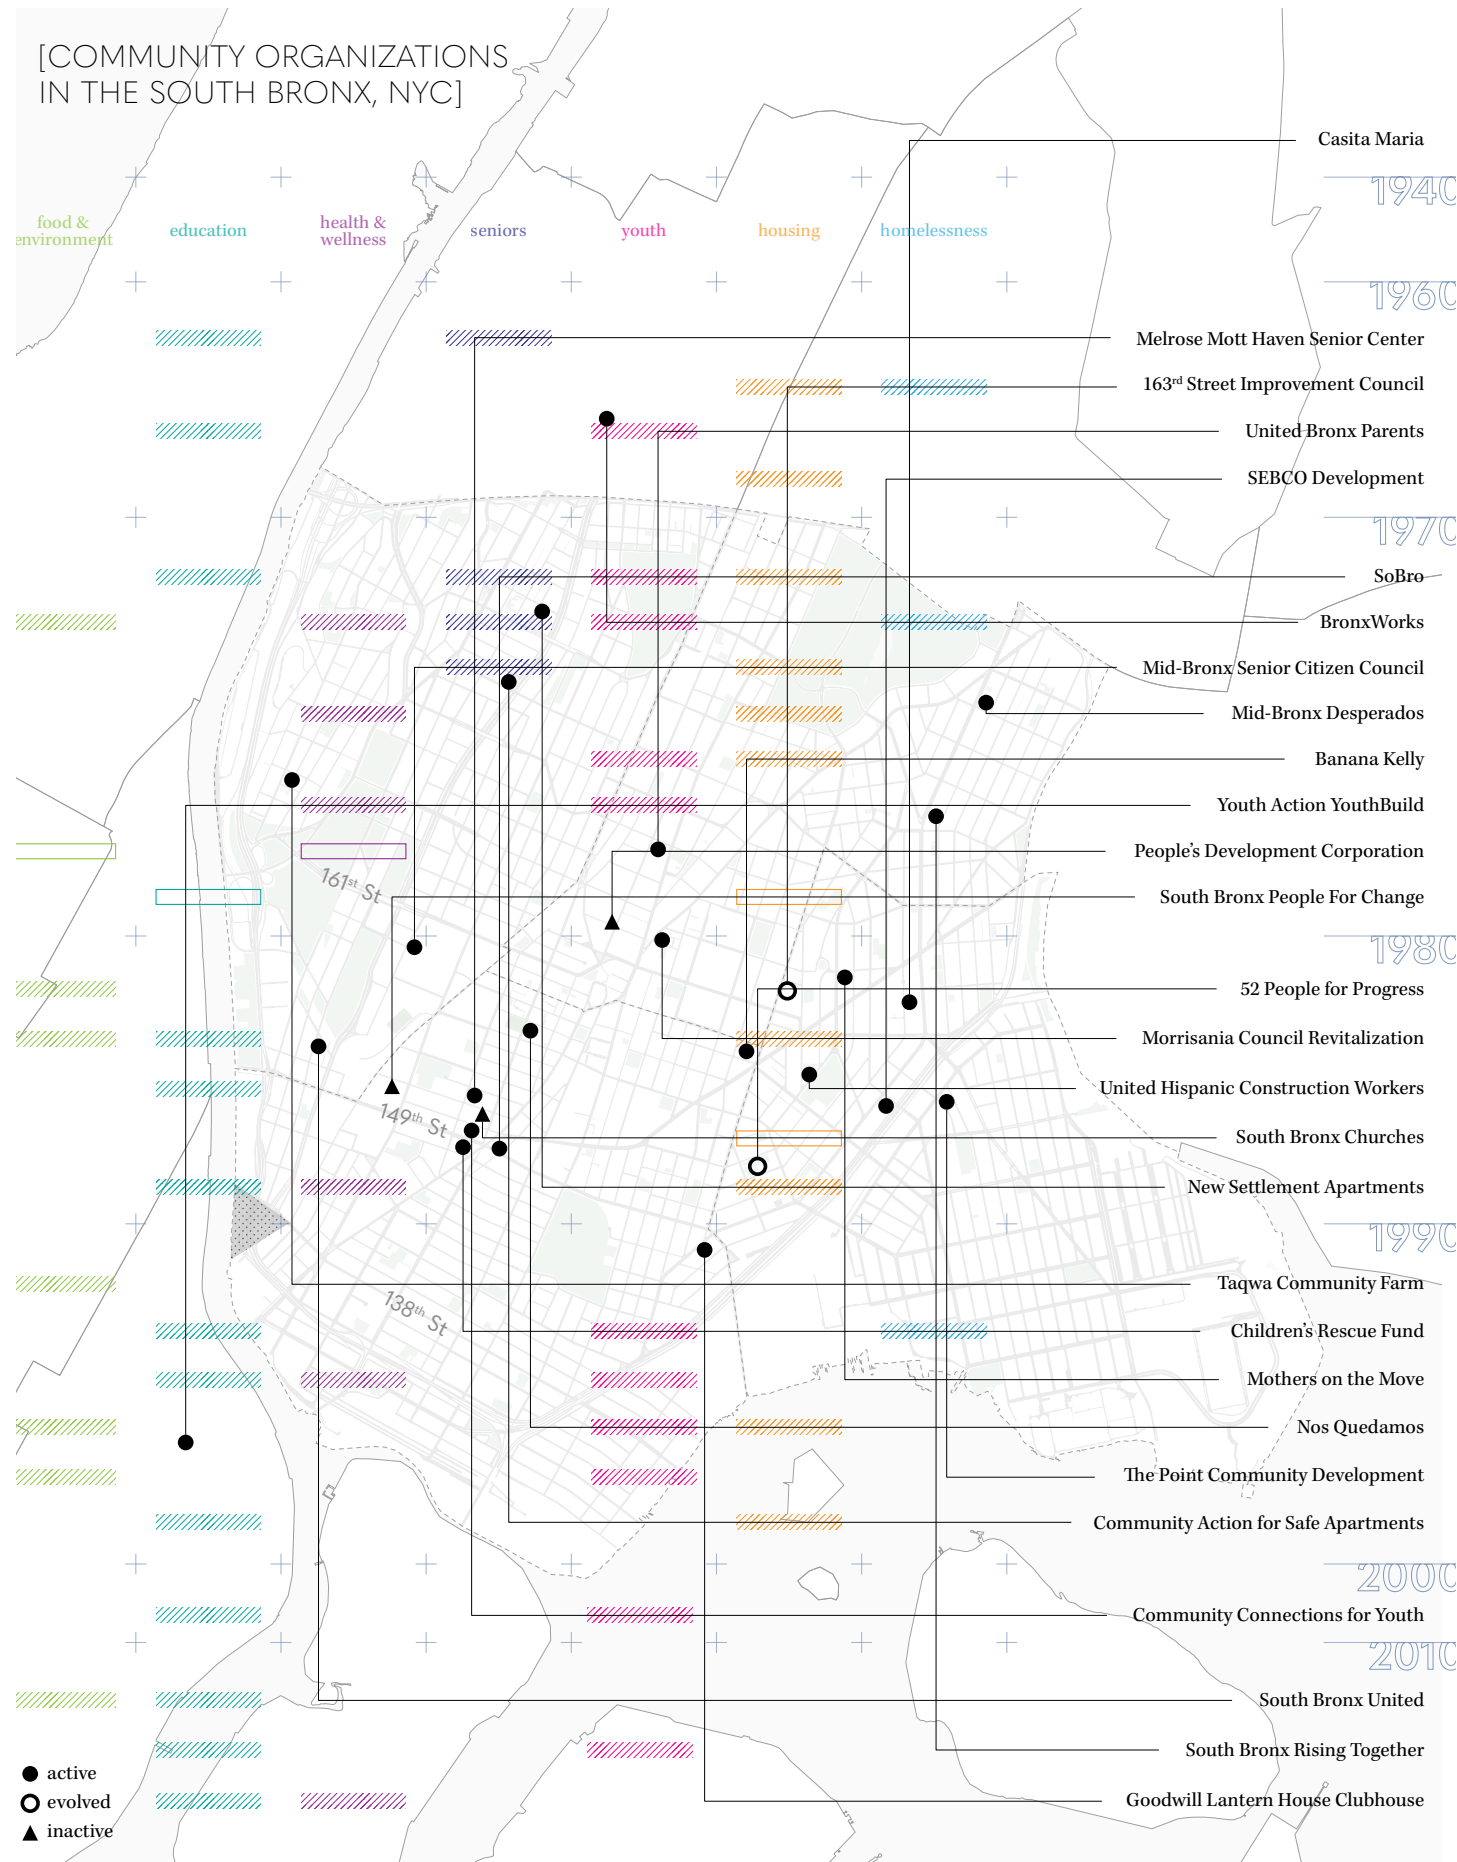 [COMMUNITY ORGANIZATIONS
IN THE SOUTH BRONX, NYC]
Casita Maria
1940
food &
environment
education
health &
wellness
seniors
youth
housing
homelessness
1960
Melrose Mott Haven Senior Center
163rd Street Improvement Council
United Bronx Parents
SEBCO Development
1970
SoBro
BronxWorks
Mid-Bronx Senior Citizen Council
Mid-Bronx Desperados
Banana Kelly
Youth Action YouthBuild
People's Development Corporation
161st St
South Bronx People For Change
1980
52 People for Progress
Morrisania Council Revitalization
United Hispanic Construction Workers
149th St
South Bronx Churches
New Settlement Apartments
1990
Taqwa Community Farm
138th St
Children's Rescue Fund
Mothers on the Move
Nos Quedamos
The Point Community Development
Community Action for Safe Apartments
2000
Community Connections for Youth
2010
South Bronx United
South Bronx Rising Together
active
Goodwill Lantern House Clubhouse
evolved
inactive